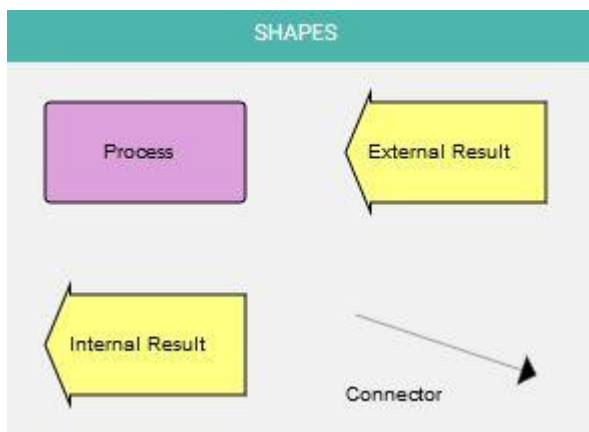 SHAPES
Process
External Result
Internal Result
Connector